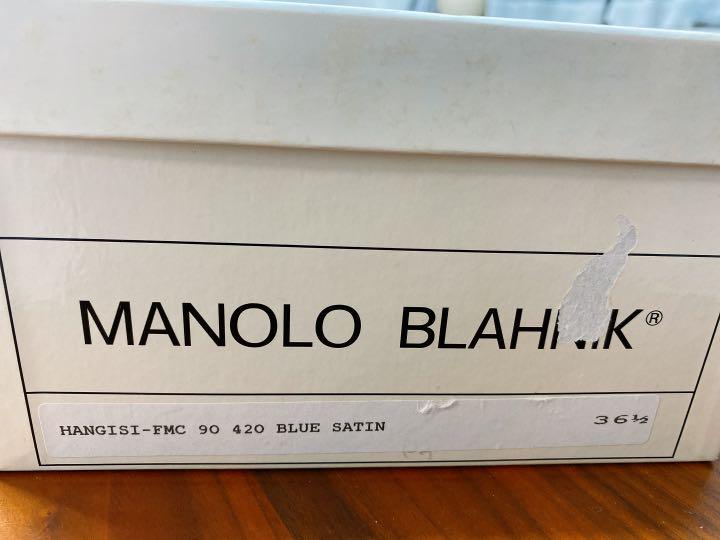 MANOLO BLAHNIK®
HANGISI-FMC 90 420 BLUE SATIN 36½